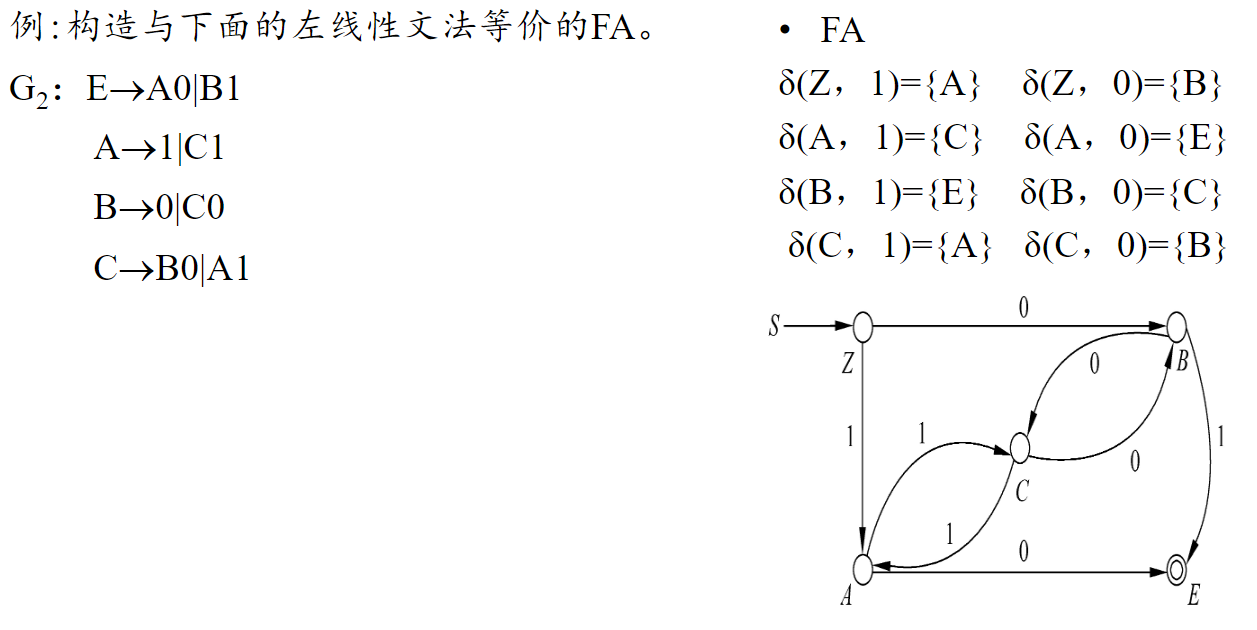 例:构造与下面的左线性文法等价的FA。
G₂：E→A0|B1
A→1|C1
B→0|C0
C→B0|A1
• FA
δ(Z，1)={A} δ(Z，0)={B}
δ(A，1)={C} δ(A，0)={E}
δ(B，1)={E} δ(B，0)={C}
δ(C，1)={A} δ(C，0)={B}
S
0
Z
B
0
1
1
1
C
0
1
0
A
E